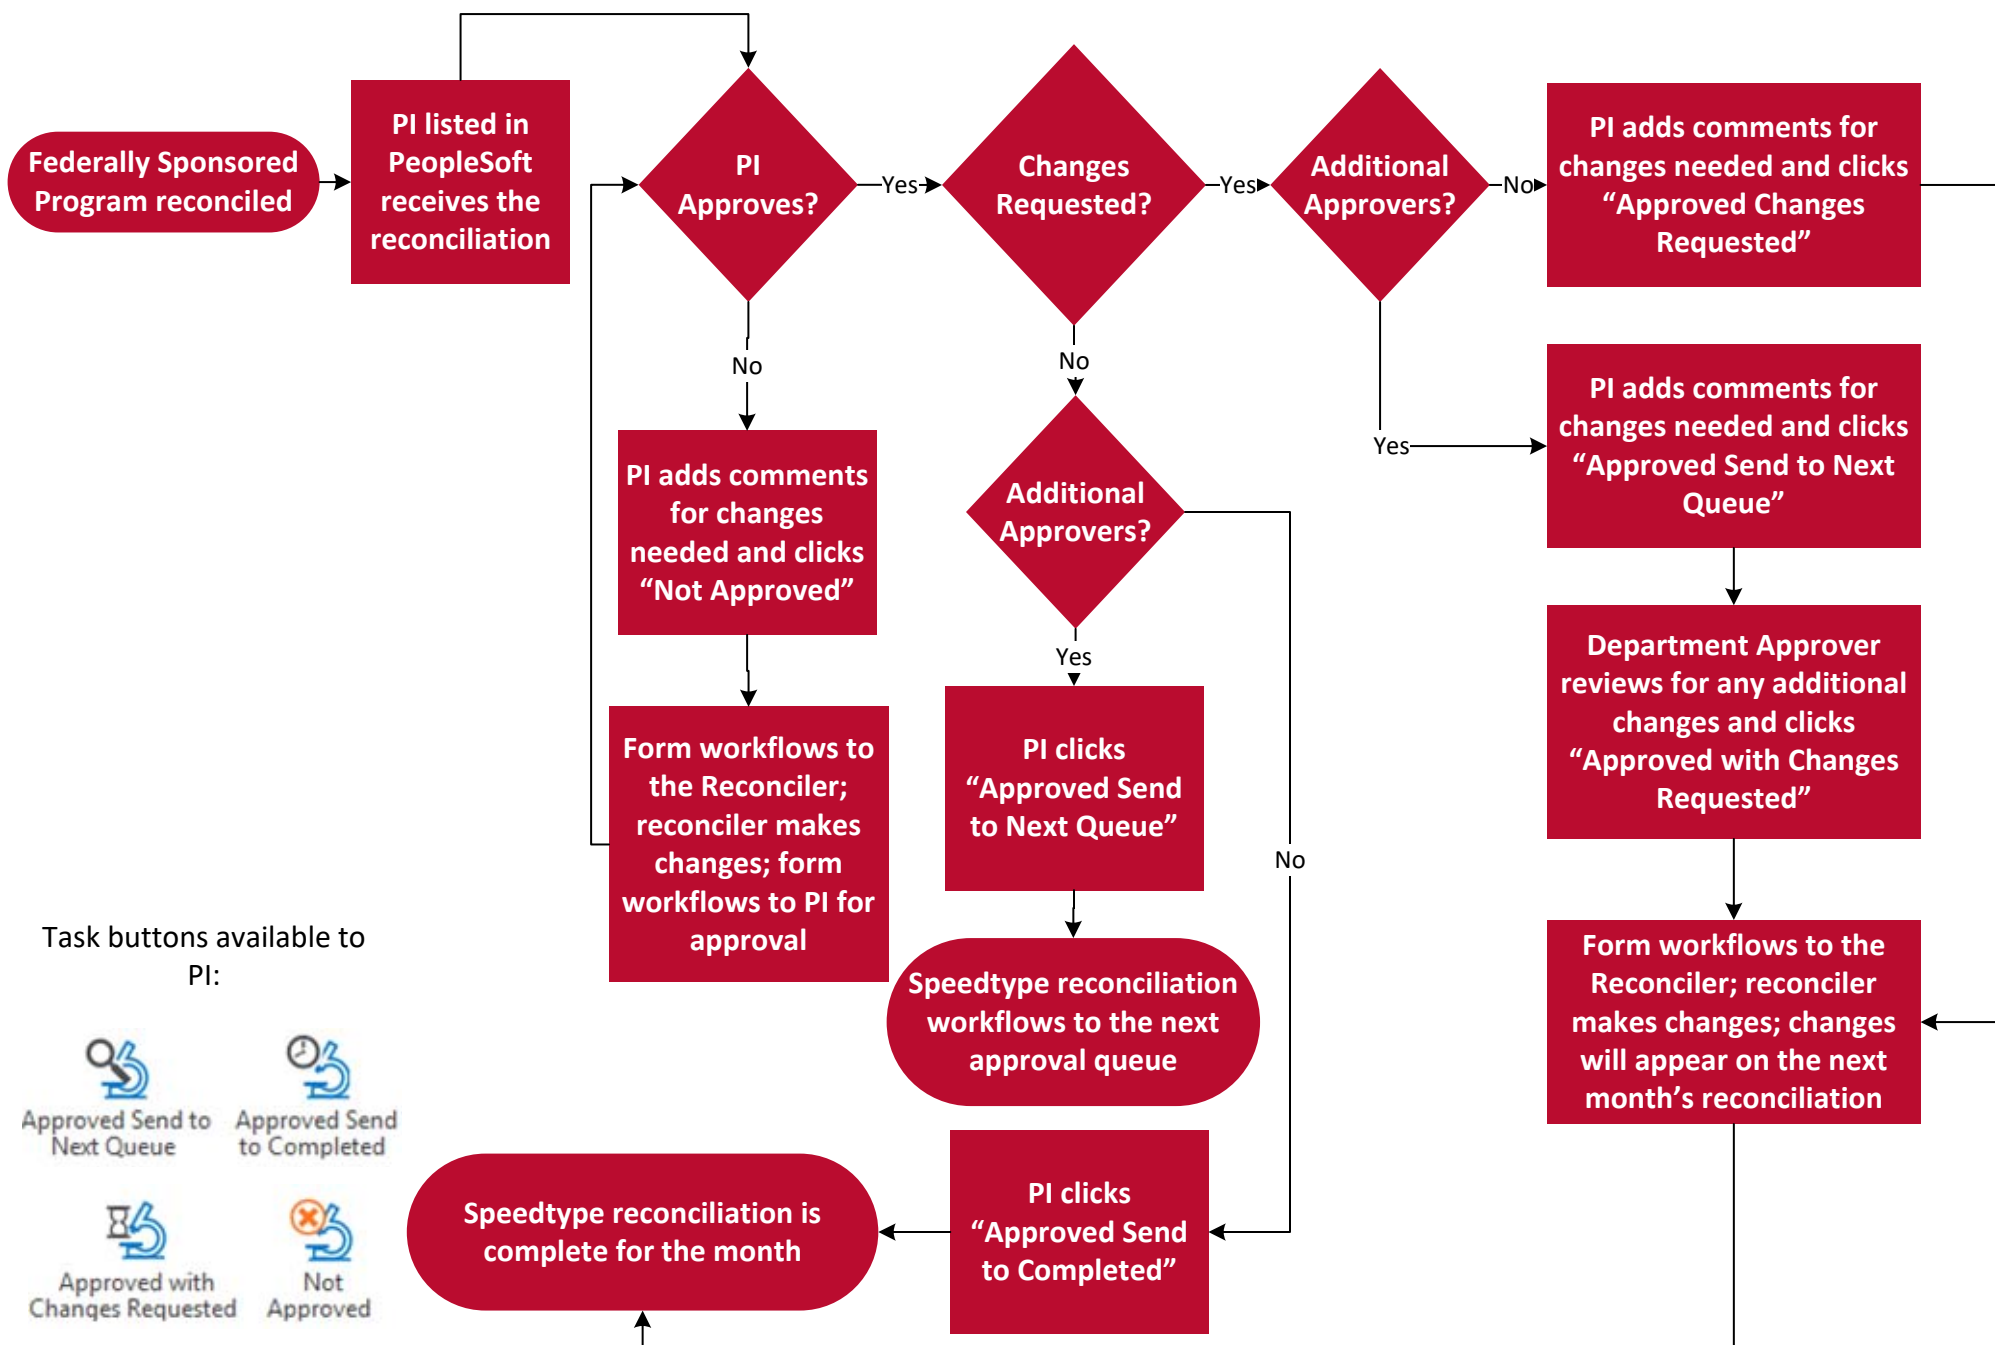 Federally Sponsored
Program reconciled
PI listed in
PeopleSoft
receives the
reconciliation
PI
Approves?
Yes
Changes
Requested?
Yes
Additional
Approvers?
No
PI adds comments for
changes needed and clicks
“Approved Changes
Requested”
No
PI adds comments
for changes
needed and clicks
“Not Approved”
Form workflows to
the Reconciler;
reconciler makes
changes; form
workflows to PI for
approval
No
Additional
Approvers?
Yes
PI clicks
“Approved Send
to Next Queue”
Speedtype reconciliation
workflows to the next
approval queue
No
PI clicks
“Approved Send
to Completed”
Speedtype reconciliation is
complete for the month
Yes
PI adds comments for
changes needed and clicks
“Approved Send to Next
Queue”
Department Approver
reviews for any additional
changes and clicks
“Approved with Changes
Requested”
Form workflows to the
Reconciler; reconciler
makes changes; changes
will appear on the next
month’s reconciliation
Task buttons available to
PI:
Approved Send to
Next Queue
Approved Send
to Completed
Approved with
Changes Requested
Not
Approved